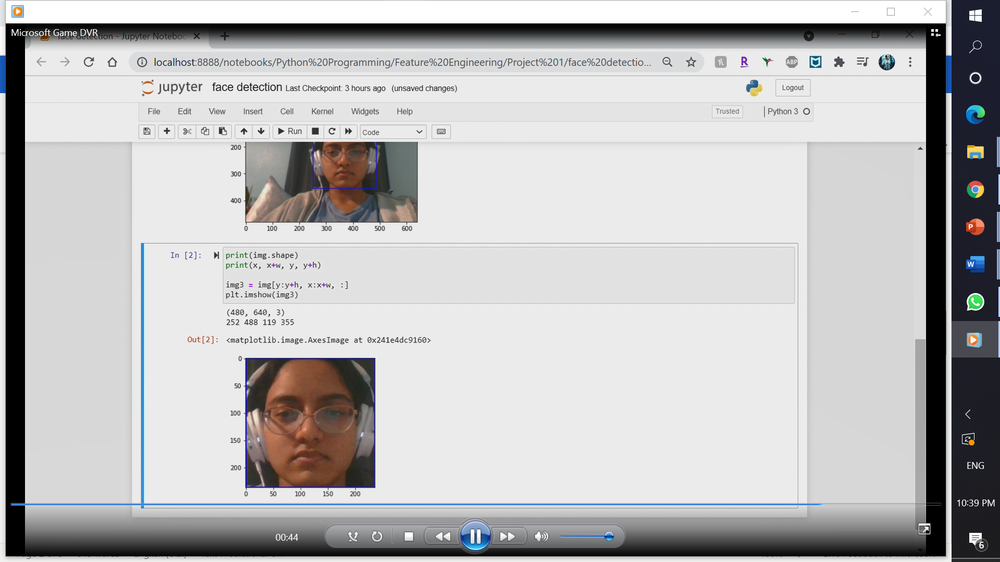 Microsoft Game DVR
face detection - Jupyter Notebo
localhost:8888/notebooks/Python%20Programming/Feature%20Engineering/Project%201/face%20detectio...
ABP
jupyter face detection Last Checkpoint: 3 hours ago (unsaved changes)
Logout
File Edit View Insert Cell Kernel Widgets Help
Trusted
Python 3
Run
Code
200
300
400
0 100 200 300 400 500 600
In [2]:
print(img.shape)
print(x, x+w, y, y+h)
img3 = img[y:y+h, x:x+w, :]
plt.imshow(img3)
(480, 640, 3)
252 488 119 355
Out[2]: <matplotlib.image.AxesImage at 0x241e4dc9160>
0
50
100
150
200
0 50 100 150 200
00:44
ENG
10:39 PM
6